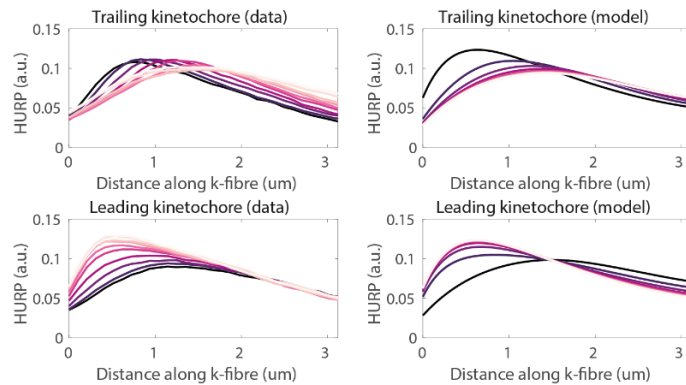 Trailing kinetochore (data)
0.15
0.1
0.05
0
HURP (a.u.)
0 1 2 3
Distance along k-fibre (um)
Trailing kinetochore (model)
0.15
0.1
0.05
0
HURP (a.u.)
0 1 2 3
Distance along k-fibre (um)
Leading kinetochore (data)
0.15
0.1
0.05
0
HURP (a.u.)
0 1 2 3
Distance along k-fibre (um)
Leading kinetochore (model)
0.15
0.1
0.05
0
HURP (a.u.)
0 1 2 3
Distance along k-fibre (um)